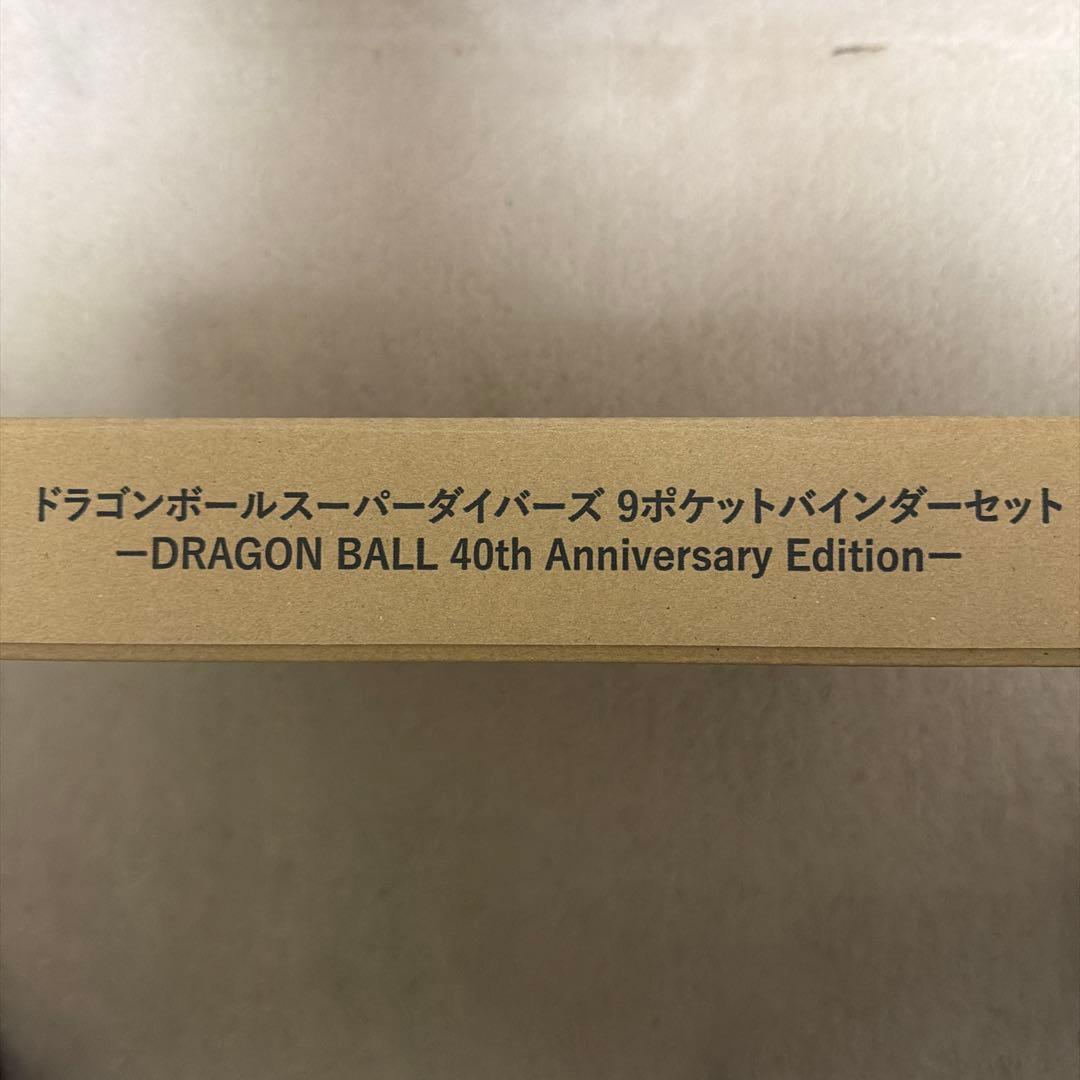 ドラゴンボールスーパーダイバーズ 9ポケットバインダーセット
ーDRAGON BALL 40th Anniversary Editionー